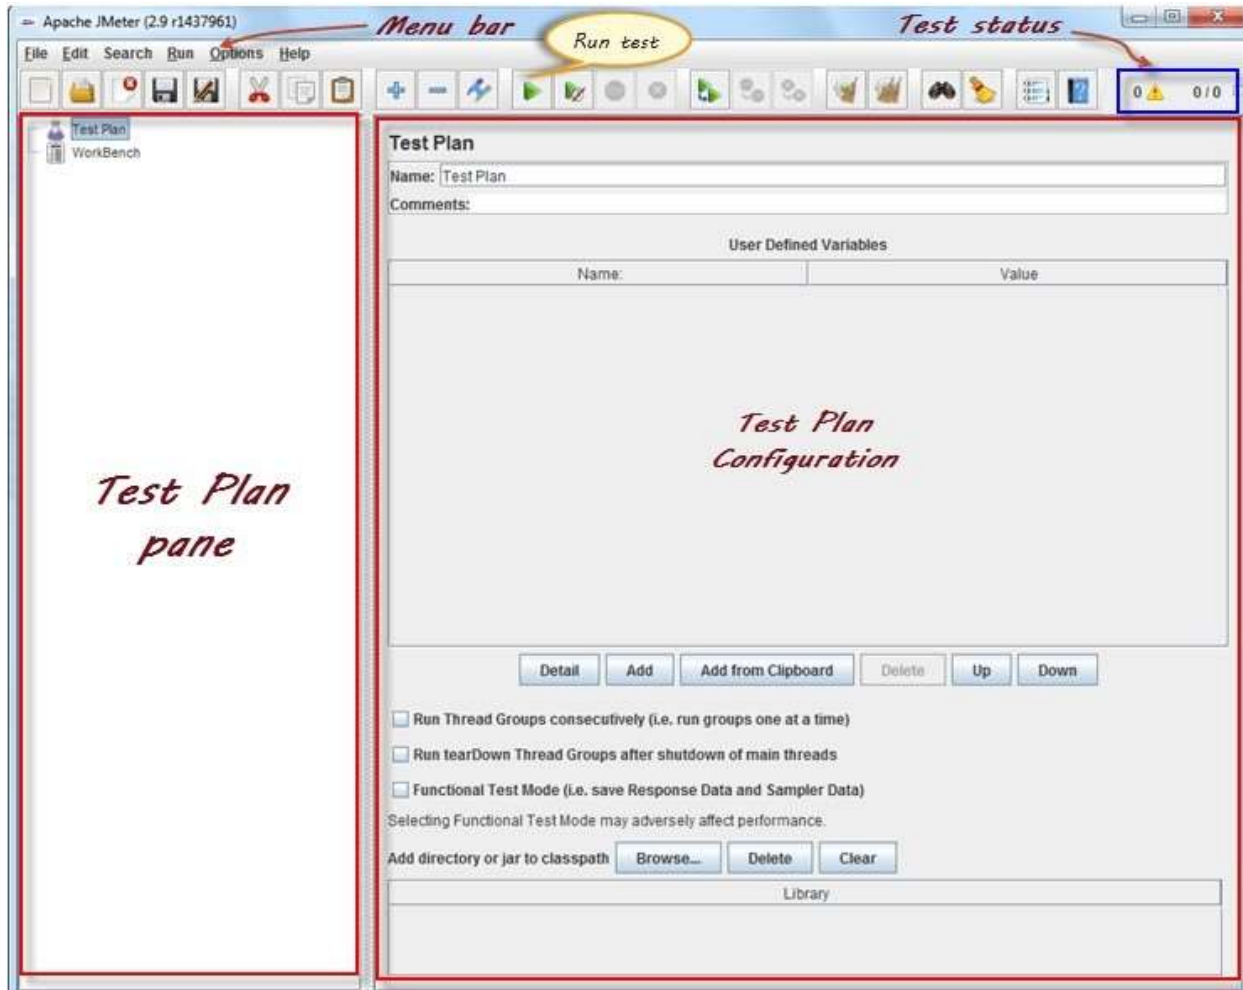 Apache JMeter (2.9 r1437961)
Menu bar
Run test
Test status
File Edit Search Run Options Help
0 0 / 0
Test Plan
WorkBench
Test Plan
pane
Test Plan
Name: Test Plan
Comments:
User Defined Variables
Name: Value
Test Plan
Configuration
Detail Add Add from Clipboard Delete Up Down
Run Thread Groups consecutively (i.e. run groups one at a time)
Run tearDown Thread Groups after shutdown of main threads
Functional Test Mode (i.e. save Response Data and Sampler Data)
Selecting Functional Test Mode may adversely affect performance.
Add directory or jar to classpath Browse... Delete Clear
Library